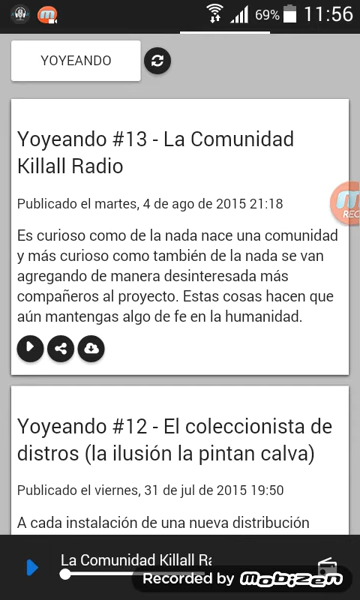 69% 11:56
YOYEANDO
Yoyeando #13 - La Comunidad
Killall Radio
Publicado el martes, 4 de ago de 2015 21:18
Es curioso como de la nada nace una comunidad
y más curioso como también de la nada se van
agregando de manera desinteresada más
compañeros al proyecto. Estas cosas hacen que
aún mantengas algo de fe en la humanidad.
REC
Yoyeando #12 - El coleccionista de
distros (la ilusión la pintan calva)
Publicado el viernes, 31 de jul de 2015 19:50
A cada instalación de una nueva distribución
La Comunidad Killall Ra
Recorded by Mobizen